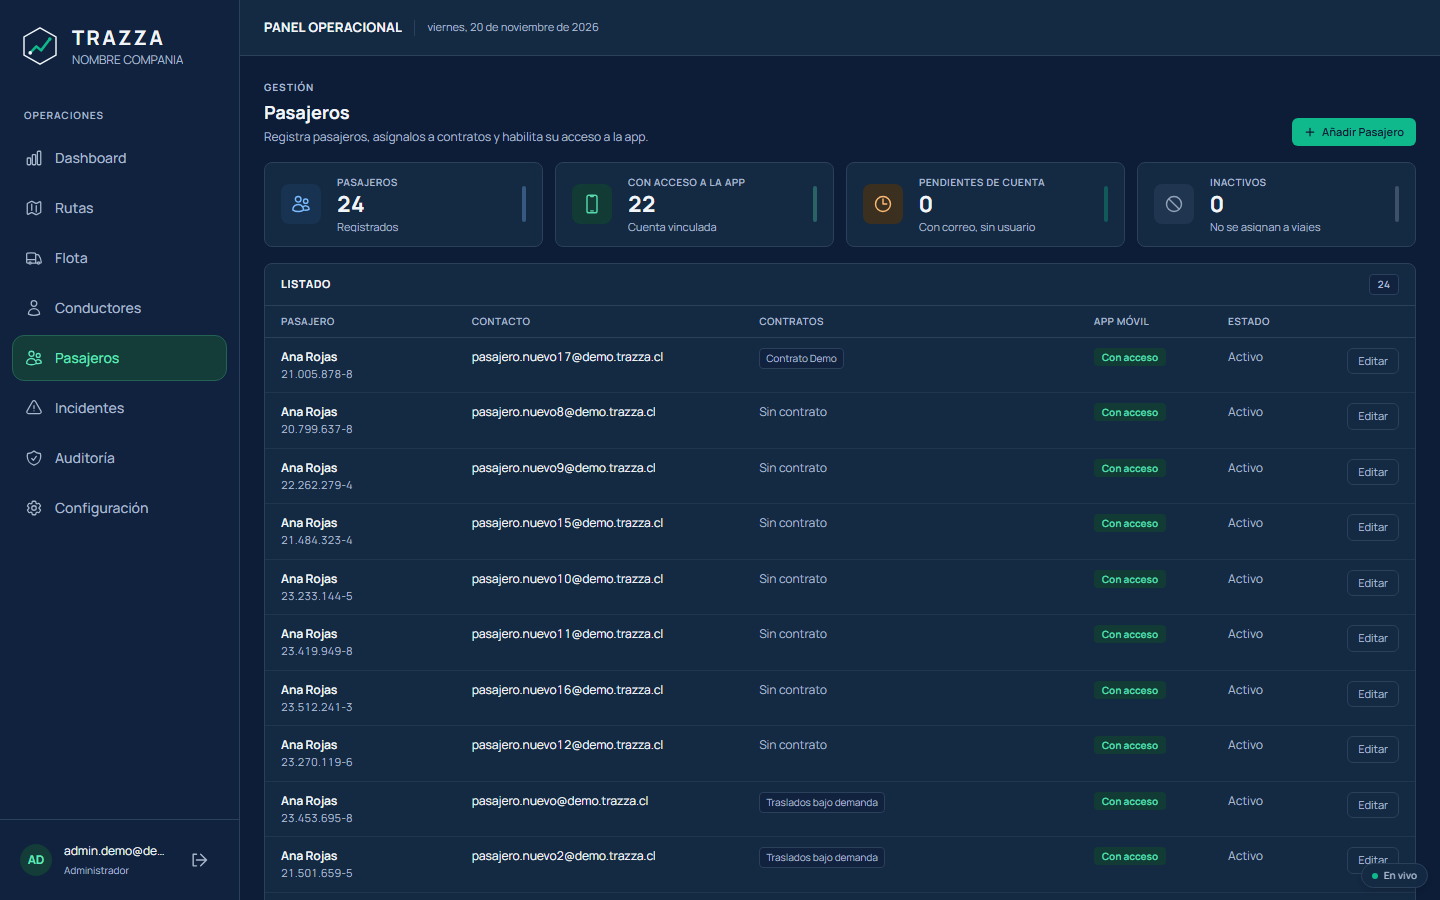 TRAZZA
NOMBRE COMPANIA
OPERACIONES
Dashboard
Rutas
Flota
Conductores
Pasajeros
Incidentes
Auditoría
Configuración
AD
admin.demo@de...
Administrador
PANEL OPERACIONAL
viernes, 20 de noviembre de 2026
GESTIÓN
Pasajeros
Registra pasajeros, asígnalos a contratos y habilita su acceso a la app.
+ Añadir Pasajero
PASAJEROS
24
Registrados
CON ACCESO A LA APP
22
Cuenta vinculada
PENDIENTES DE CUENTA
0
Con correo, sin usuario
INACTIVOS
0
No se asignan a viajes
LISTADO
24
PASAJERO CONTACTO CONTRATOS APP MÓVIL ESTADO
Ana Rojas pasajero.nuevo17@demo.trazza.cl Contrato Demo Con acceso Activo Editar
21.005.878-8
Ana Rojas pasajero.nuevo8@demo.trazza.cl Sin contrato Con acceso Activo Editar
20.799.637-8
Ana Rojas pasajero.nuevo9@demo.trazza.cl Sin contrato Con acceso Activo Editar
22.262.279-4
Ana Rojas pasajero.nuevo15@demo.trazza.cl Sin contrato Con acceso Activo Editar
21.484.323-4
Ana Rojas pasajero.nuevo10@demo.trazza.cl Sin contrato Con acceso Activo Editar
23.233.144-5
Ana Rojas pasajero.nuevo11@demo.trazza.cl Sin contrato Con acceso Activo Editar
23.419.949-8
Ana Rojas pasajero.nuevo16@demo.trazza.cl Sin contrato Con acceso Activo Editar
23.512.241-3
Ana Rojas pasajero.nuevo12@demo.trazza.cl Sin contrato Con acceso Activo Editar
23.270.119-6
Ana Rojas pasajero.nuevo@demo.trazza.cl Traslados bajo demanda Con acceso Activo Editar
23.453.695-8
Ana Rojas pasajero.nuevo2@demo.trazza.cl Traslados bajo demanda Con acceso Activo Editar
21.501.659-5
En vivo